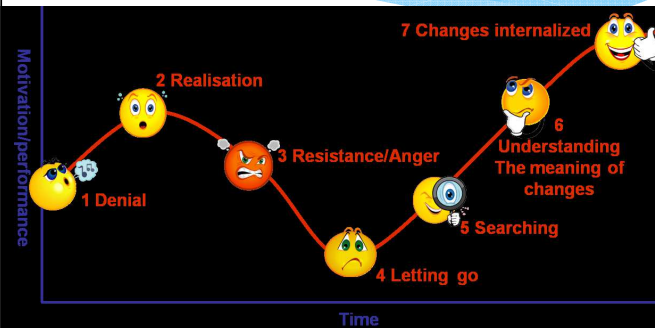 7 Changes internalized
2 Realisation
3 Resistance/Anger
1 Denial
6
Understanding
The meaning of
changes
5 Searching
4 Letting go
Motivation/performance
Time